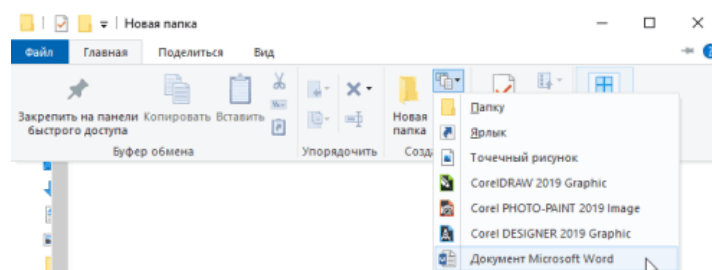 Новая папка
Файл Главная Поделиться Вид
Закрепить на панели быстрого доступа
Копировать
Вставить
Новая папка
Буфер обмена
Упорядочить
Папку
Ярлык
Точечный рисунок
CorelDRAW 2019 Graphic
Corel PHOTO-PAINT 2019 Image
Corel DESIGNER 2019 Graphic
Документ Microsoft Word